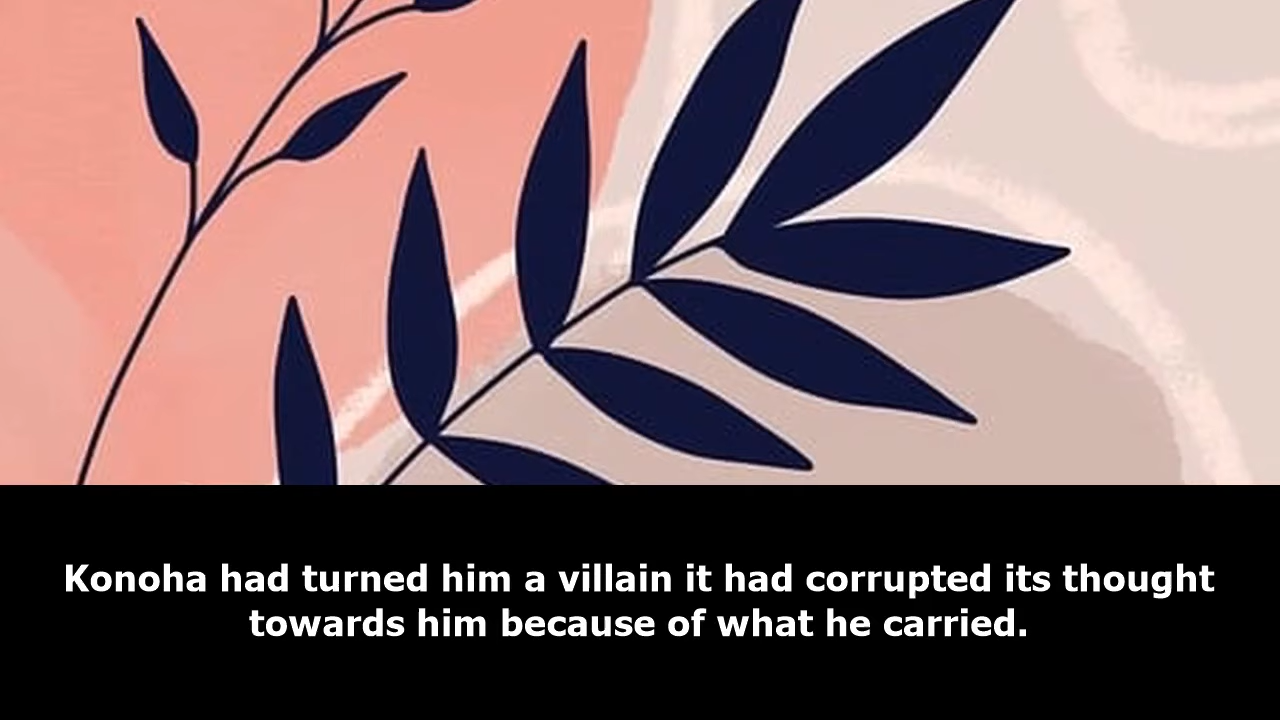 Konoha had turned him a villain it had corrupted its thought
towards him because of what he carried.